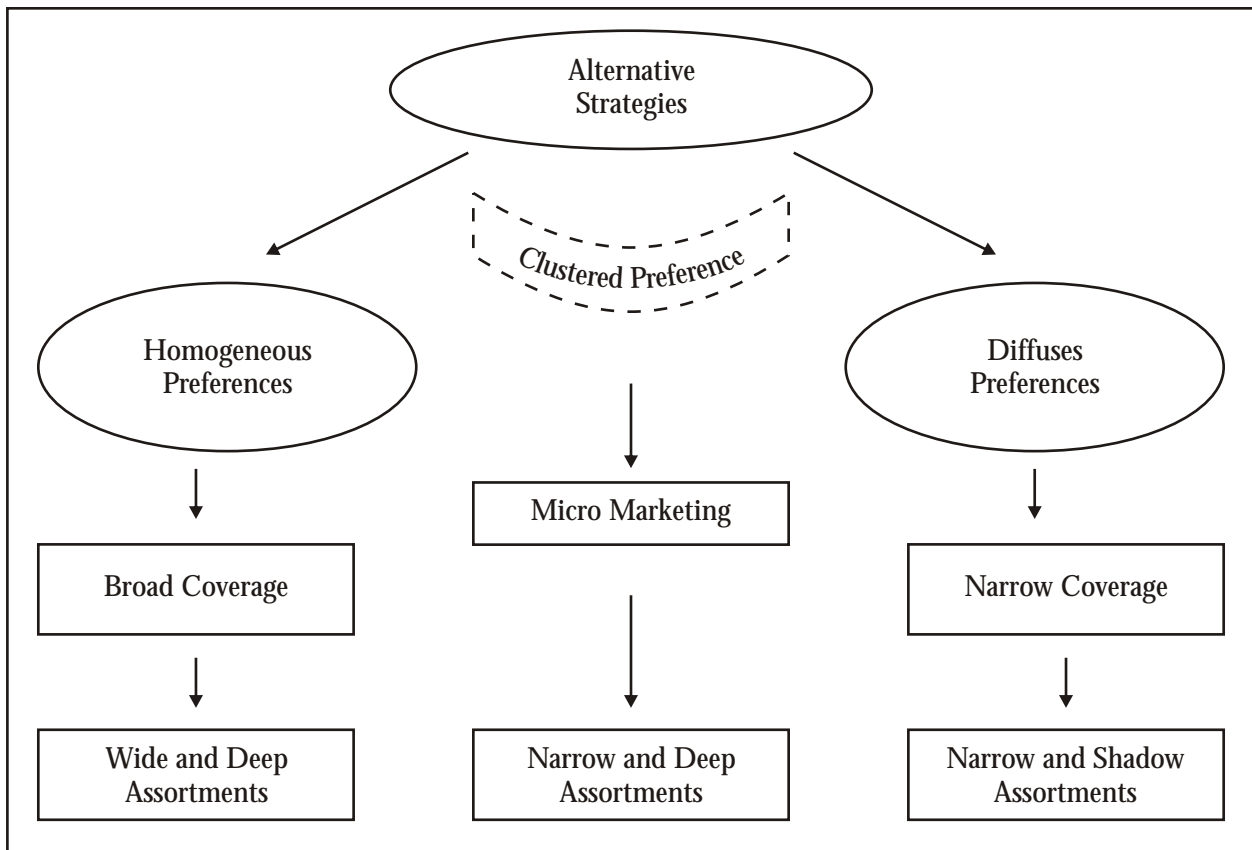 Alternative
Strategies
Clustered Preference
Homogeneous
Preferences
Diffuses
Preferences
Micro Marketing
Broad Coverage
Narrow Coverage
Wide and Deep
Assortments
Narrow and Deep
Assortments
Narrow and Shadow
Assortments